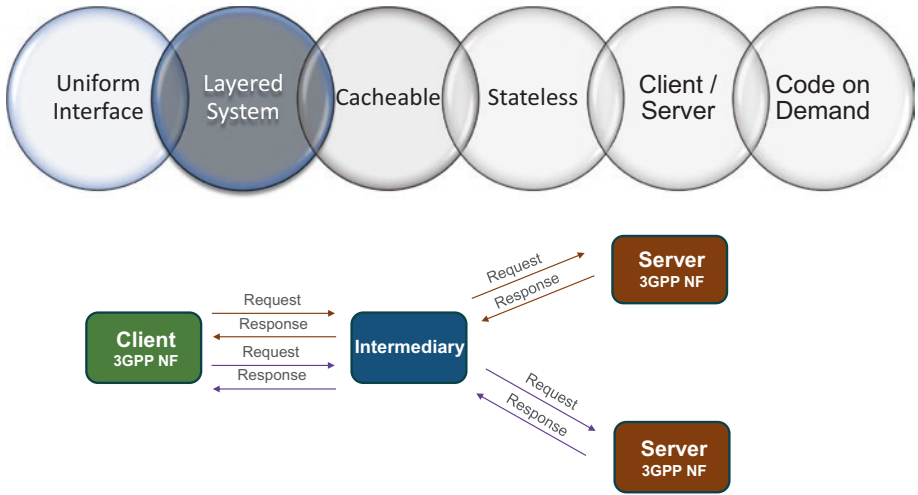 Uniform
Interface
Layered
System
Cacheable
Stateless
Client /
Server
Code on
Demand
Request
Response
Server
3GPP NF
Request
Response
Request
Response
Client
3GPP NF
Intermediary
Request
Response
Server
3GPP NF